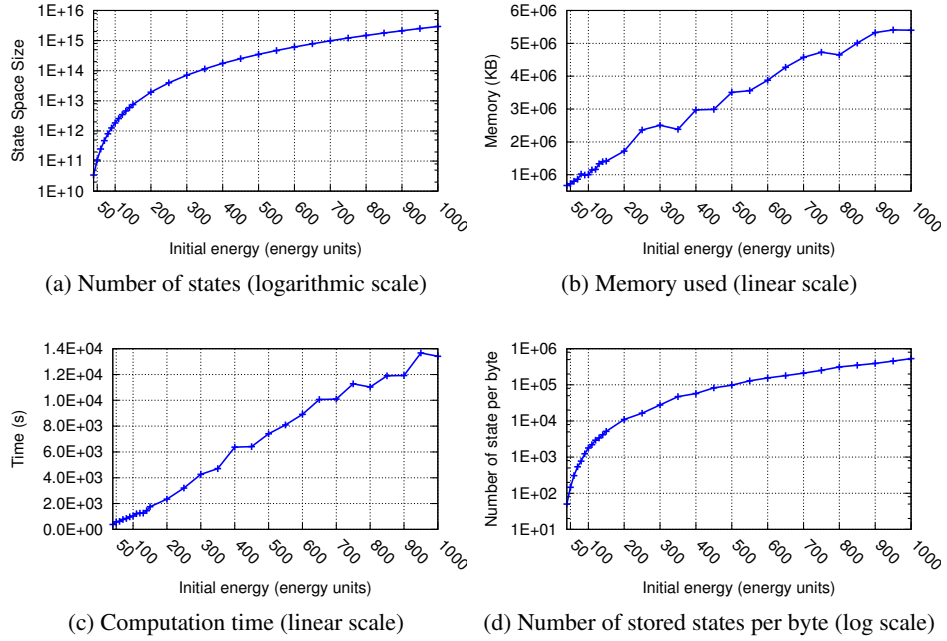 1E+16
1E+15
1E+14
1E+13
1E+12
1E+11
1E+10
State Space Size
50 100 200 300 400 500 600 700 800 900 1000
Initial energy (energy units)
(a) Number of states (logarithmic scale)
6E+06
5E+06
4E+06
3E+06
2E+06
1E+06
Memory (KB)
50 100 200 300 400 500 600 700 800 900 1000
Initial energy (energy units)
(b) Memory used (linear scale)
1.4E+04
1.2E+04
1.0E+04
8.0E+03
6.0E+03
4.0E+03
2.0E+03
0.0E+00
Time (s)
50 100 200 300 400 500 600 700 800 900 1000
Initial energy (energy units)
(c) Computation time (linear scale)
1E+06
1E+05
1E+04
1E+03
1E+02
1E+01
Number of state per byte
50 100 200 300 400 500 600 700 800 900 1000
Initial energy (energy units)
(d) Number of stored states per byte (log scale)